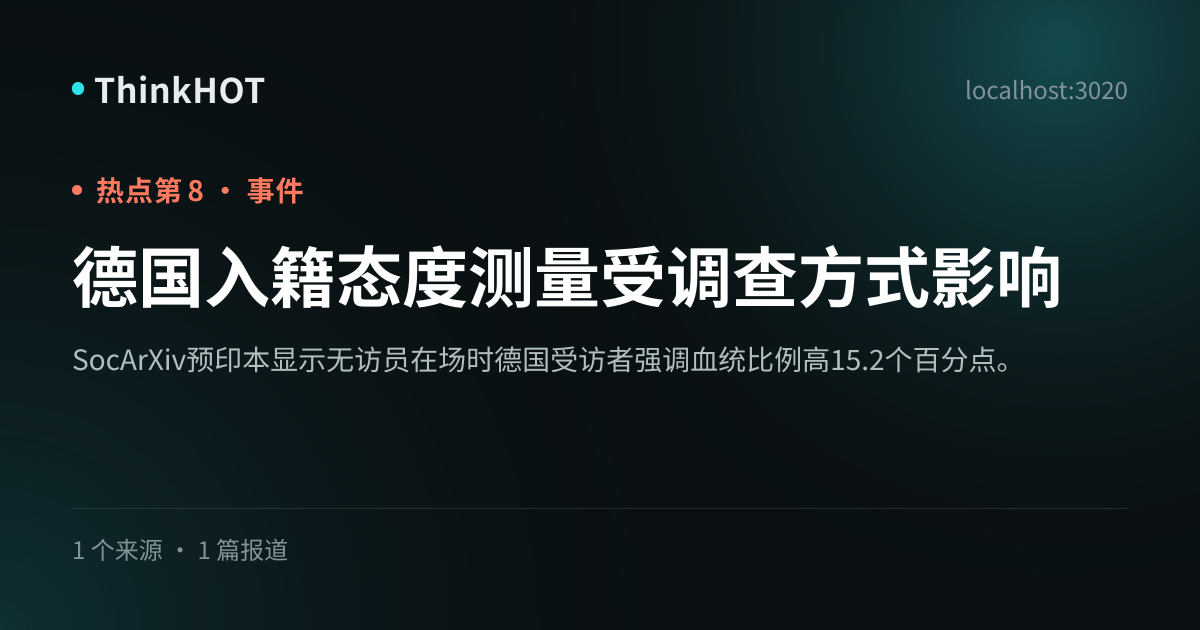 ThinkHOT
localhost:3020
热点第 8 · 事件
德国入籍态度测量受调查方式影响
SocArXiv预印本显示无访员在场时德国受访者强调血统比例高15.2个百分点。
1 个来源 · 1 篇报道